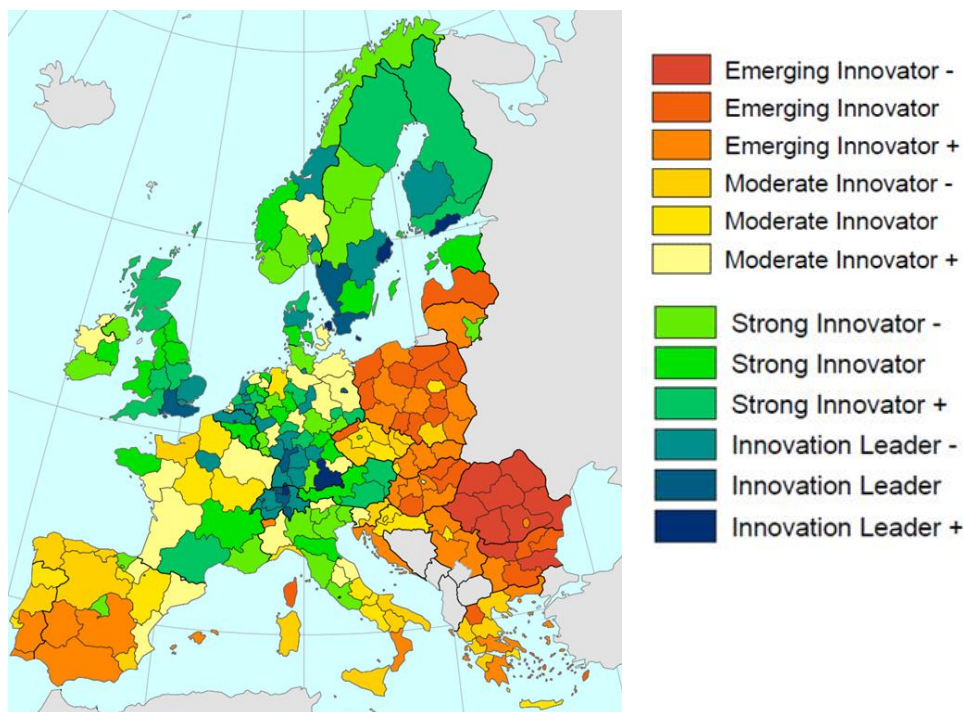 Emerging Innovator -
Emerging Innovator
Emerging Innovator +
Moderate Innovator -
Moderate Innovator
Moderate Innovator +
Strong Innovator -
Strong Innovator
Strong Innovator +
Innovation Leader -
Innovation Leader
Innovation Leader +